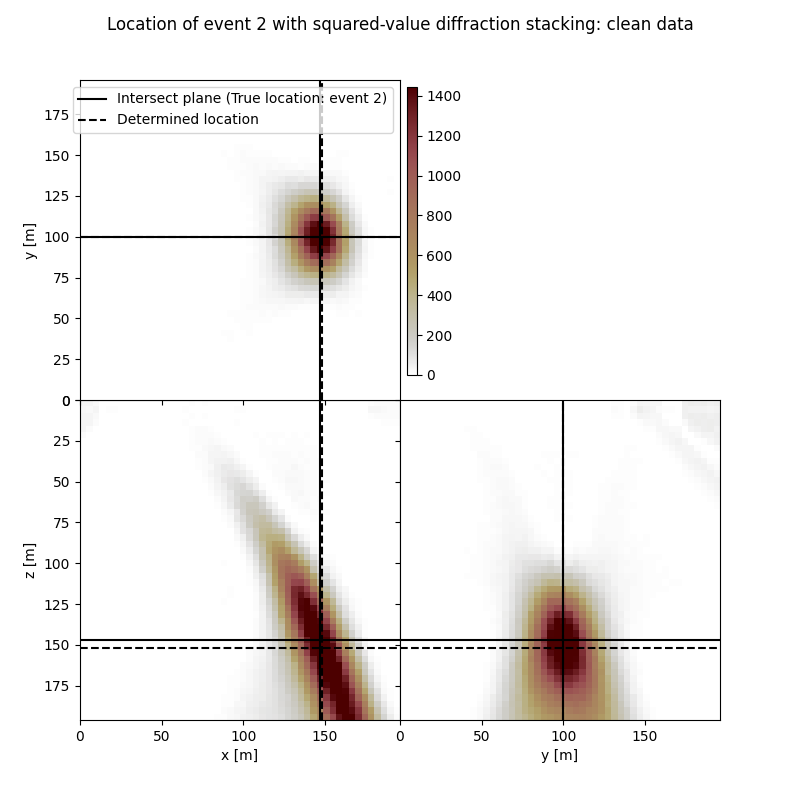 Location of event 2 with squared-value diffraction stacking: clean data
Intersect plane (True location: event 2)
Determined location
175
150
125
100
75
50
25
0
y [m]
1400
1200
1000
800
600
400
200
0
0
25
50
75
100
125
150
175
z [m]
0 50 100 150
x [m]
0 50 100 150
y [m]